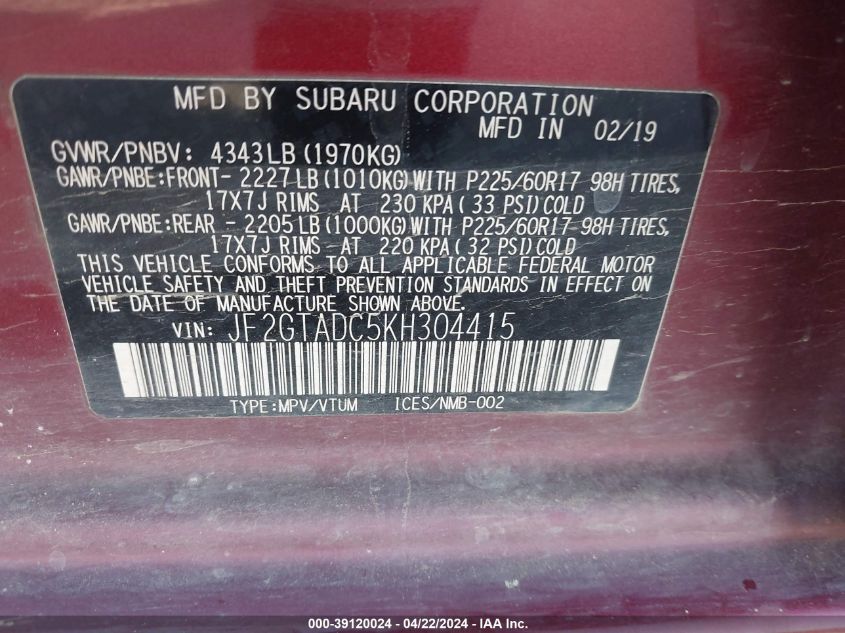 MFD BY SUBARU CORPORATION
MFD IN 02/19
GVWR/PNBV: 4343LB(1970KG)
GAWR/PNBE:FRONT- 2227LB(1010KG)WITH P225/60R17 98H TIRES,
17X7J RIMS AT 230 KPA( 33 PSI)COLD
GAWR/PNBE:REAR - 2205LB(1000KG)WITH P225/60R17 98H TIRES,
17X7J RIMS AT 220 KPA( 32 PSI)COLD
THIS VEHICLE CONFORMS TO ALL APPLICABLE FEDERAL MOTOR
VEHICLE SAFETY AND THEFT PREVENTION STANDARDS IN EFFECT ON
THE DATE OF MANUFACTURE SHOWN ABOVE.
VIN: JF2GTADC5KH304415
TYPE:MPV/VTUM ICES/NMB-002
000-39120024 - 04/22/2024 - IAA Inc.